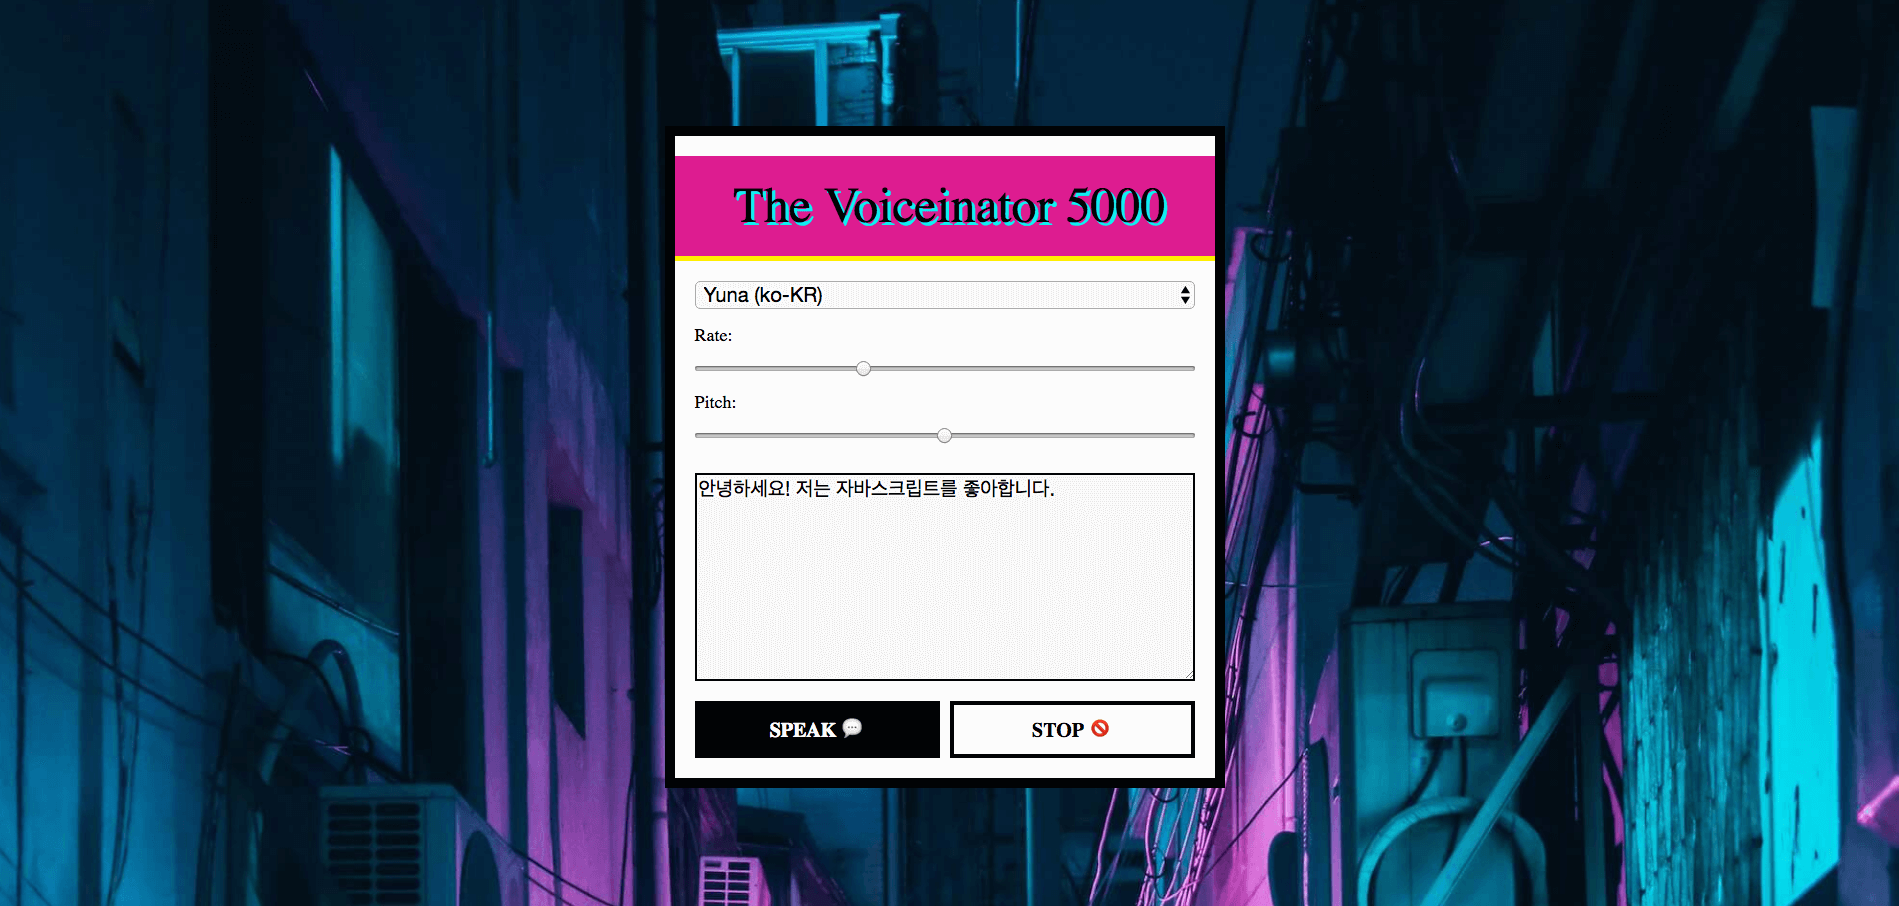 The Voiceinator 5000
Yuna (ko-KR)
Rate:
Pitch:
안녕하세요! 저는 자바스크립트를 좋아합니다.
SPEAK 💬
STOP 🚫